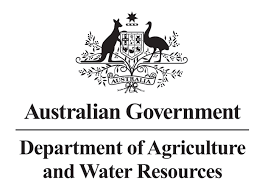 AUSTRALIA
Australian Government
Department of Agriculture
and Water Resources